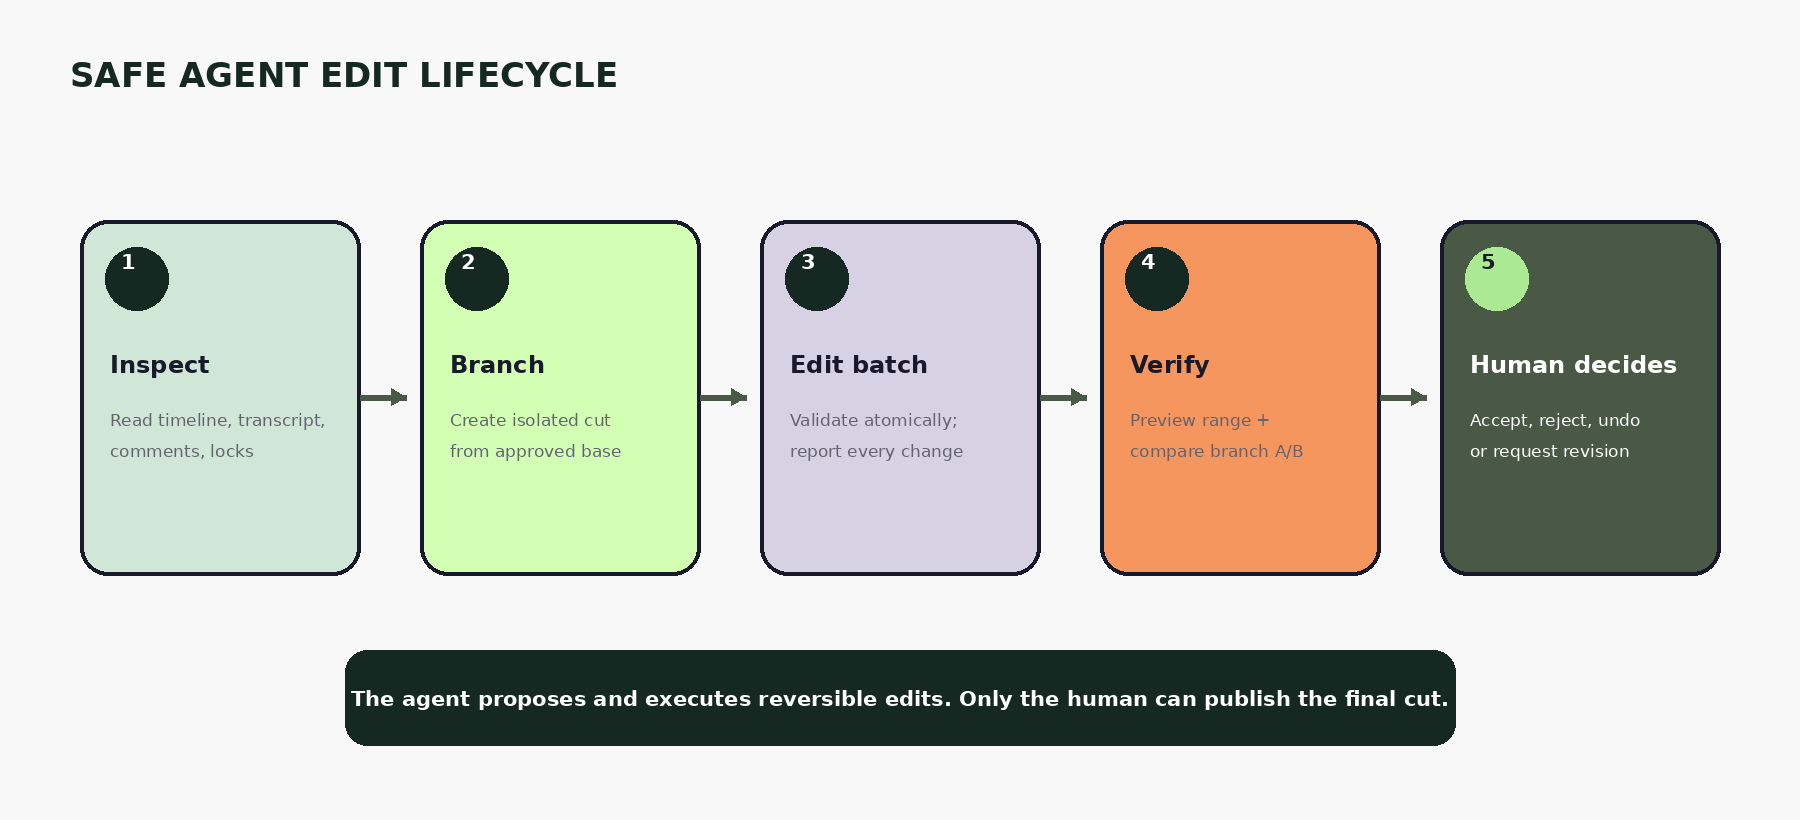 SAFE AGENT EDIT LIFECYCLE
1
Inspect
Read timeline, transcript,
comments, locks
2
Branch
Create isolated cut
from approved base
3
Edit batch
Validate atomically;
report every change
4
Verify
Preview range +
compare branch A/B
5
Human decides
Accept, reject, undo
or request revision
The agent proposes and executes reversible edits. Only the human can publish the final cut.